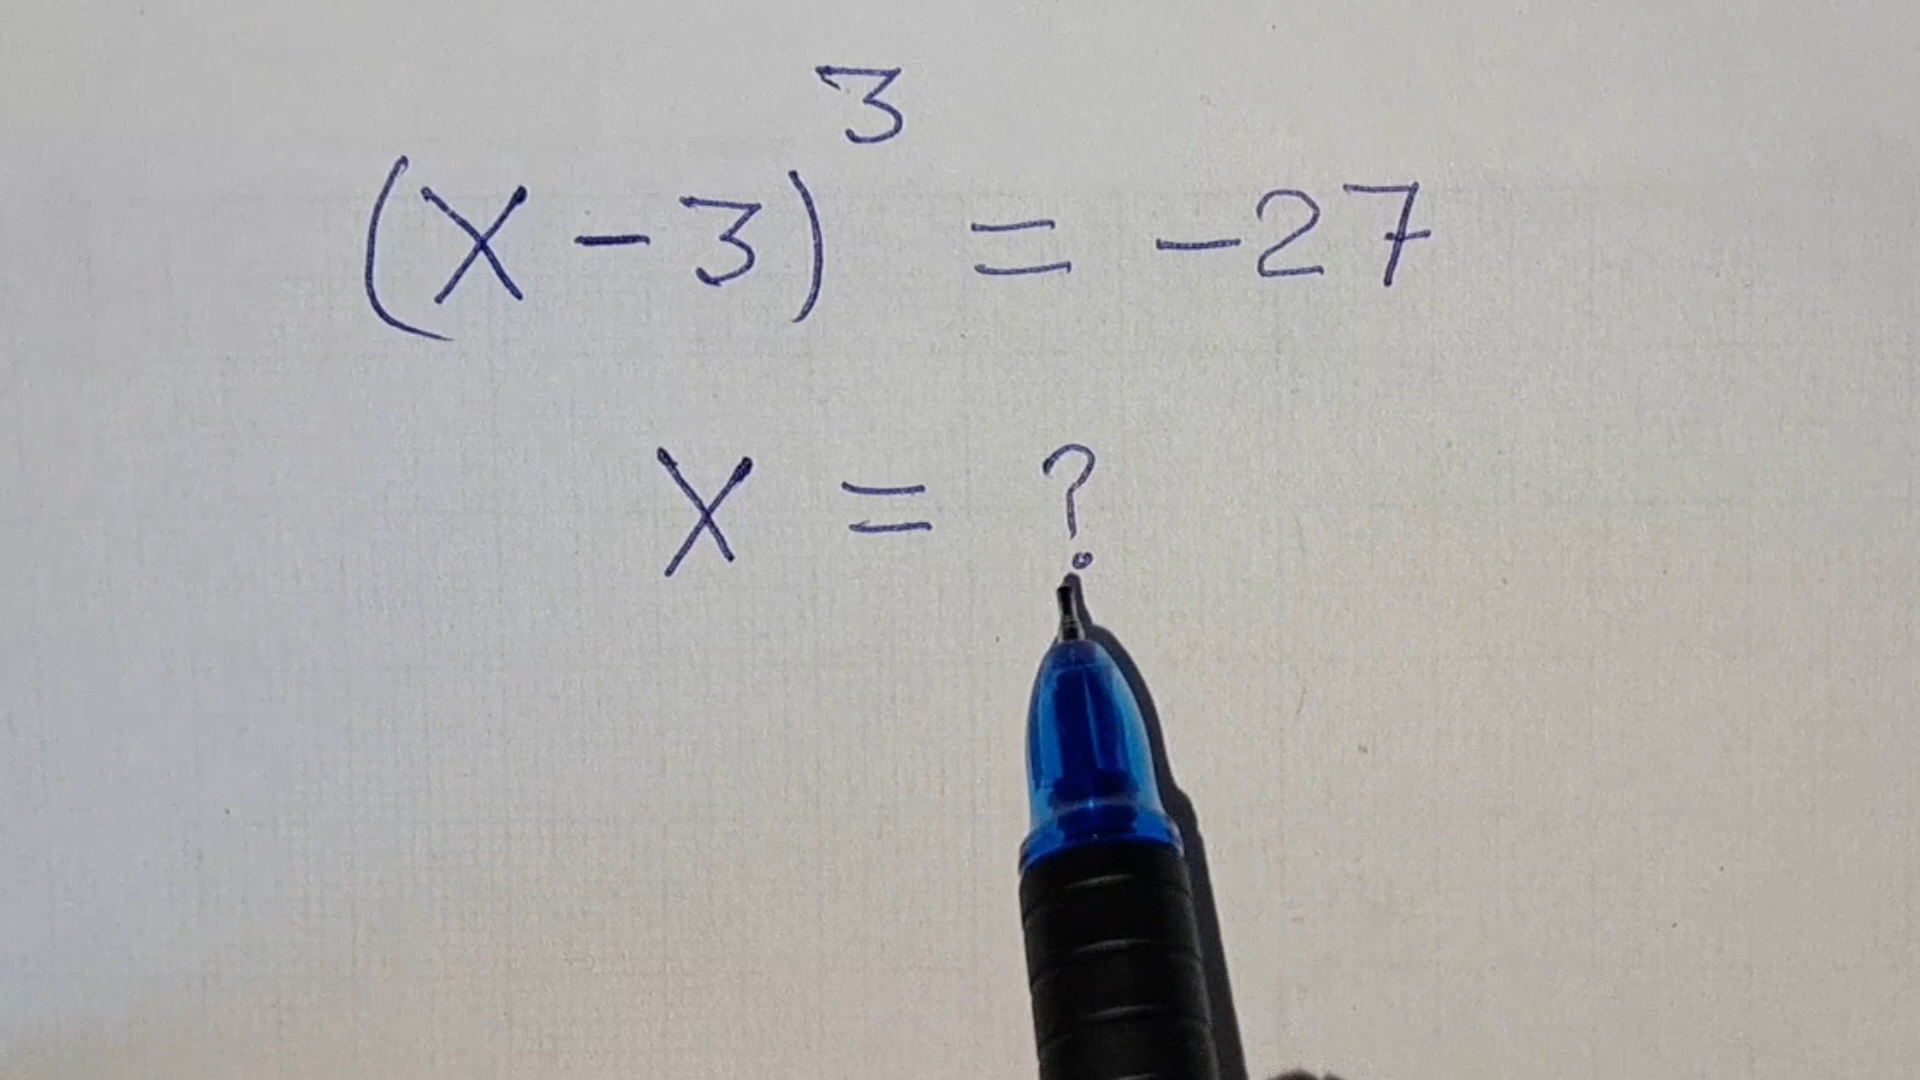 (X - 3)³ = -27
X = ?